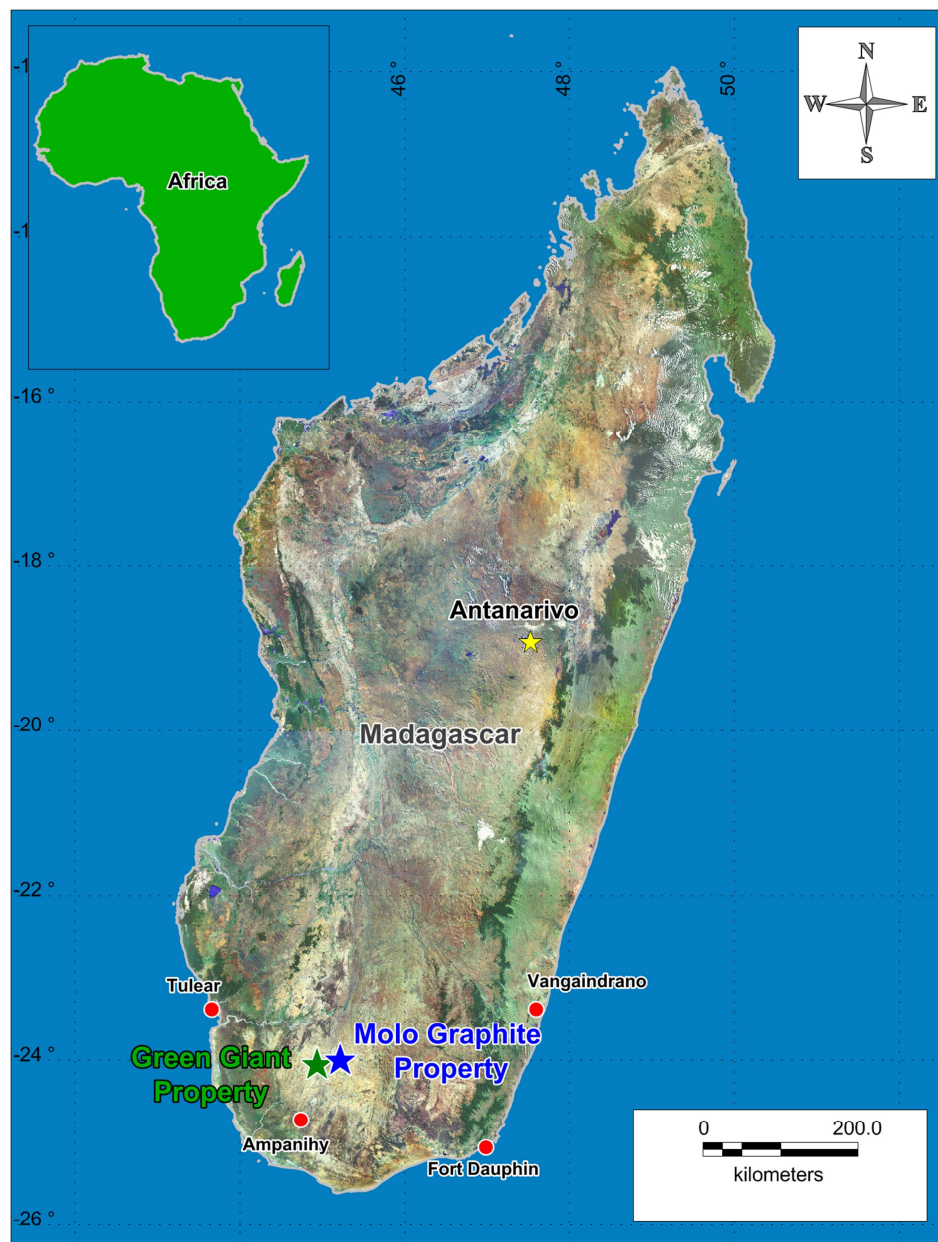 N
W E
S
Africa
-1
46 °
48 °
50 °
-1
-16 °
-18 °
Antanarivo
-20 °
Madagascar
-22 °
Tulear
Vangaindrano
Molo Graphite
Property
-24 °
Green Giant
Property
Ampanihy
Fort Dauphin
0 200.0
kilometers
-26 °